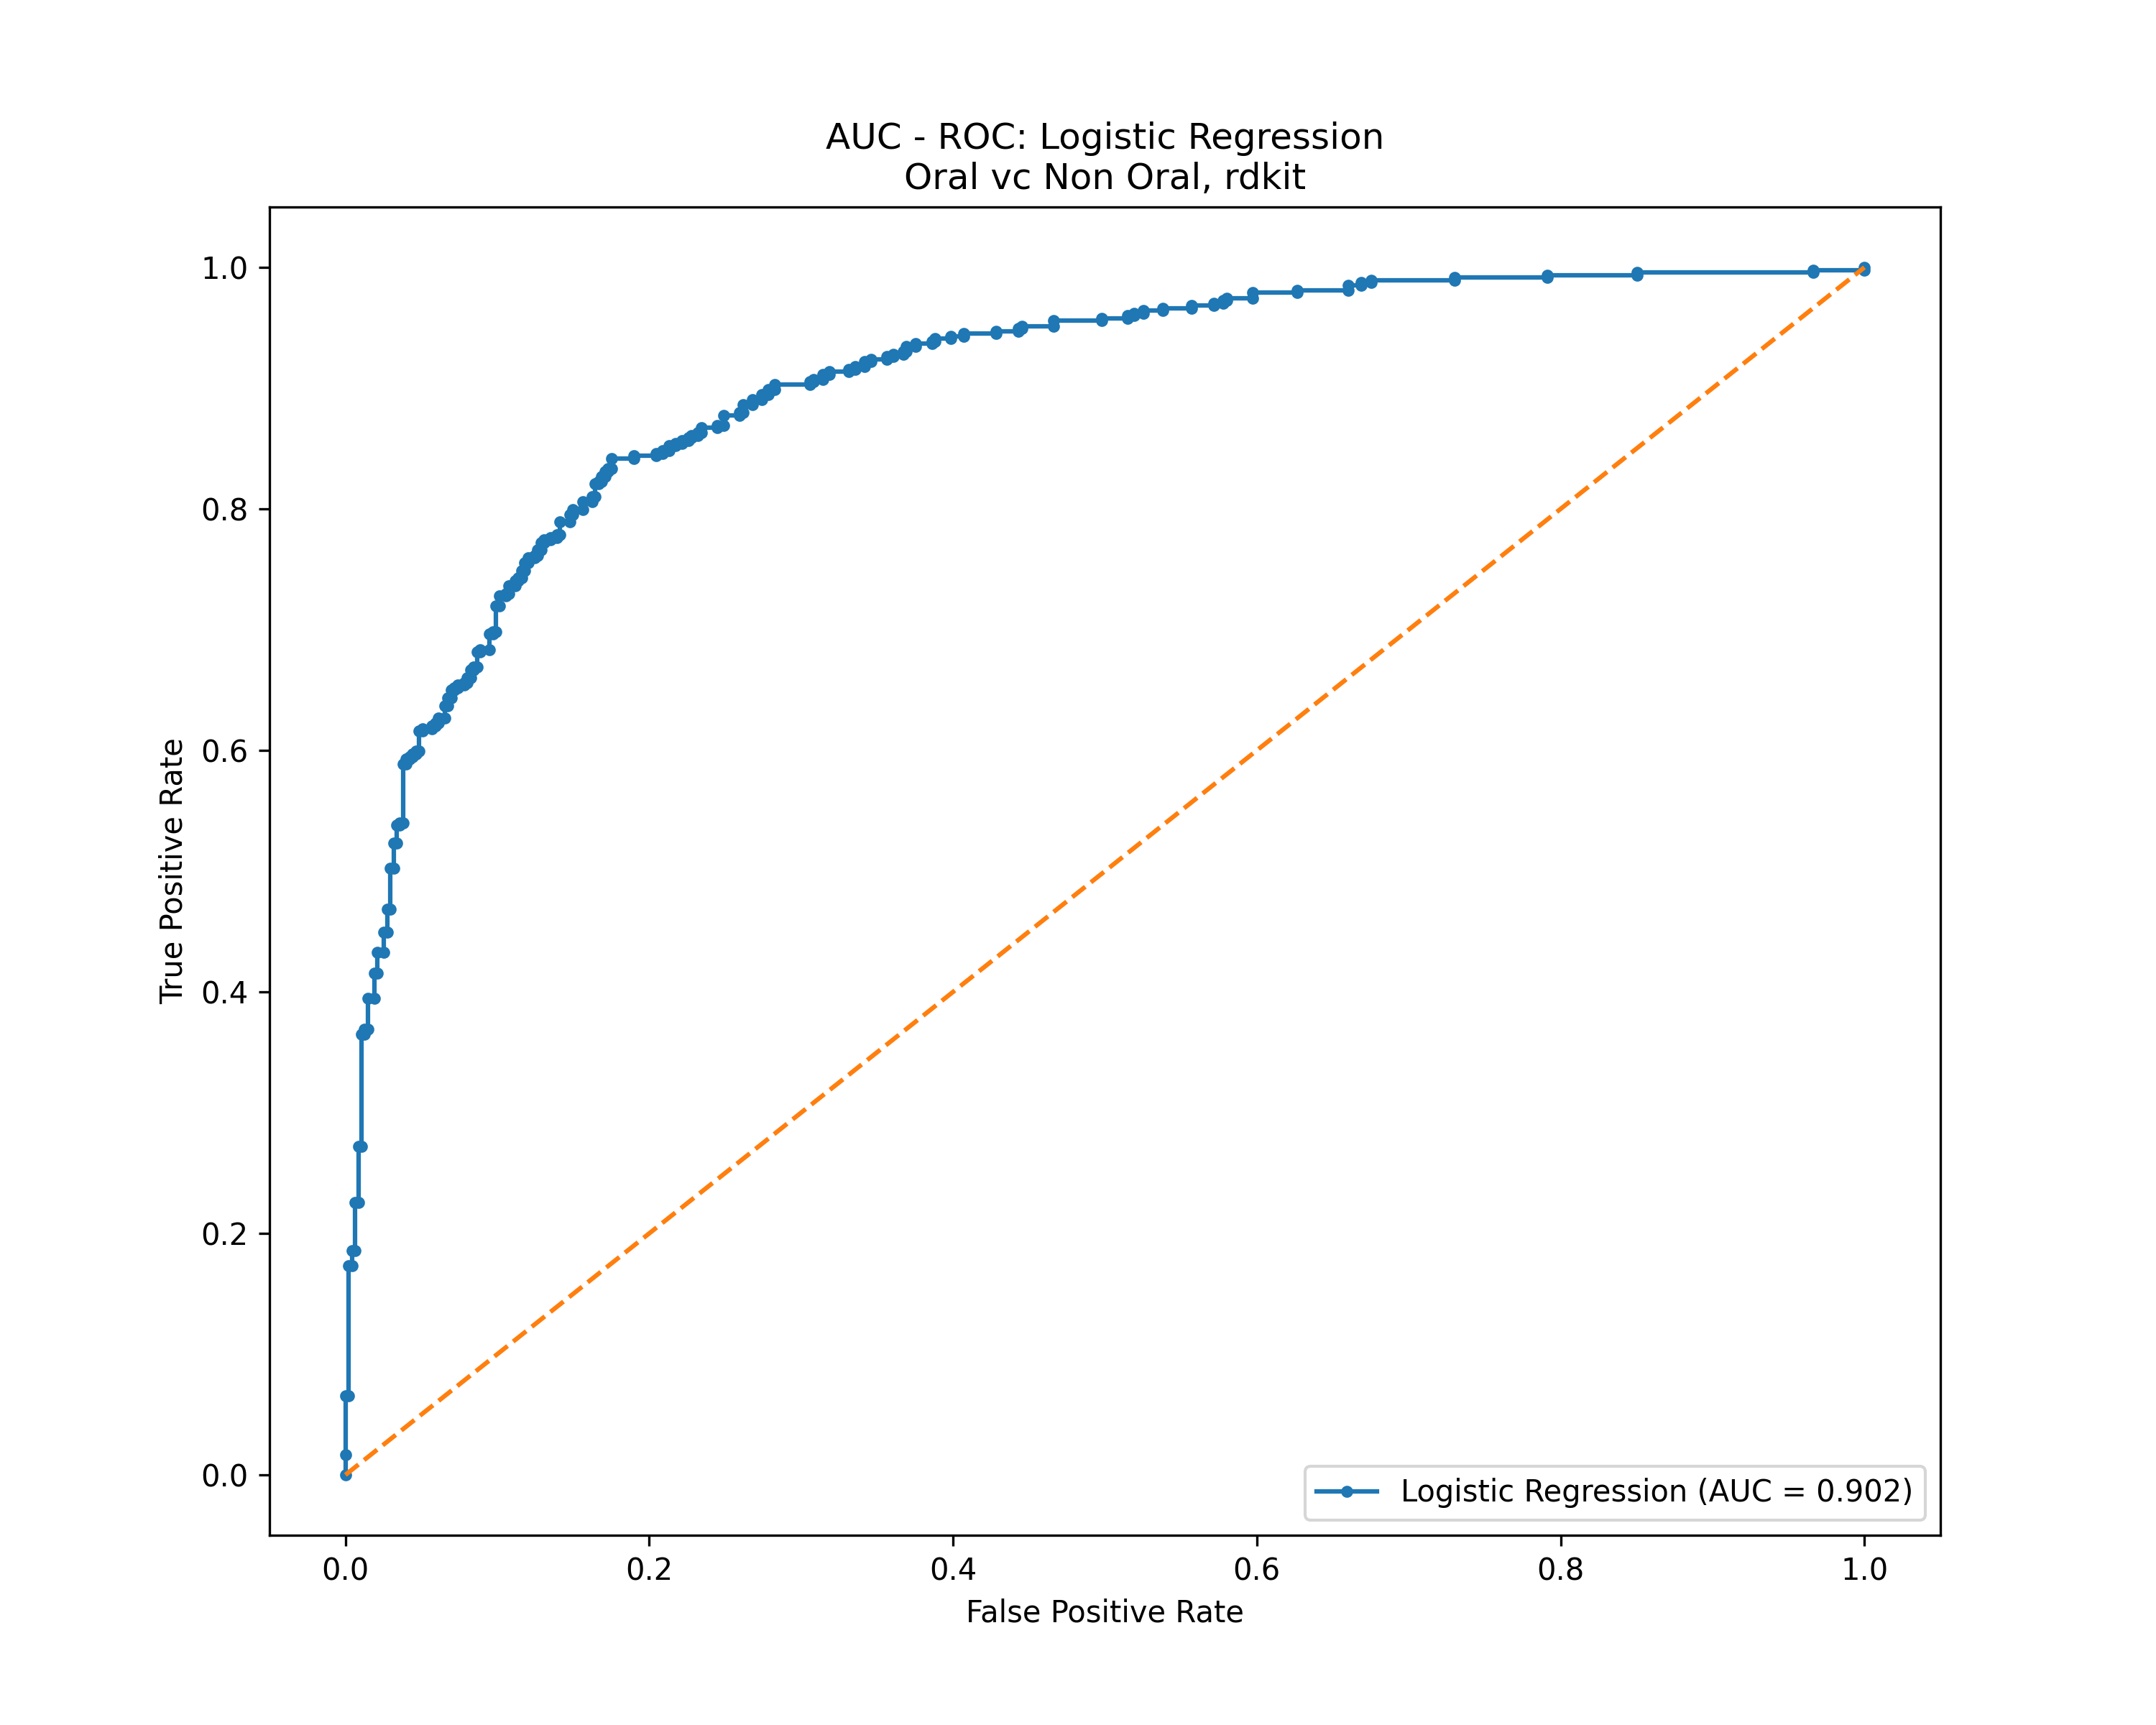 AUC - ROC: Logistic Regression
Oral vc Non Oral, rdkit
1.0
0.8
0.6
0.4
0.2
0.0
True Positive Rate
Logistic Regression (AUC = 0.902)
0.0 0.2 0.4 0.6 0.8 1.0
False Positive Rate